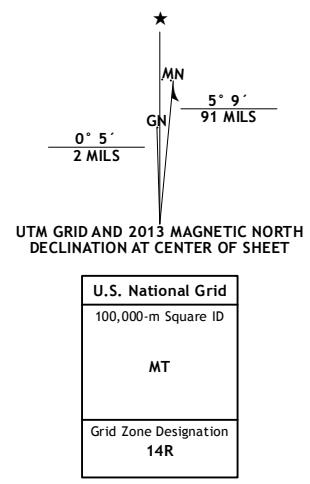 ★
MN
5° 9´
91 MILS
GN
0° 5´
2 MILS
UTM GRID AND 2013 MAGNETIC NORTH
DECLINATION AT CENTER OF SHEET
U.S. National Grid
100,000-m Square ID
MT
Grid Zone Designation
14R